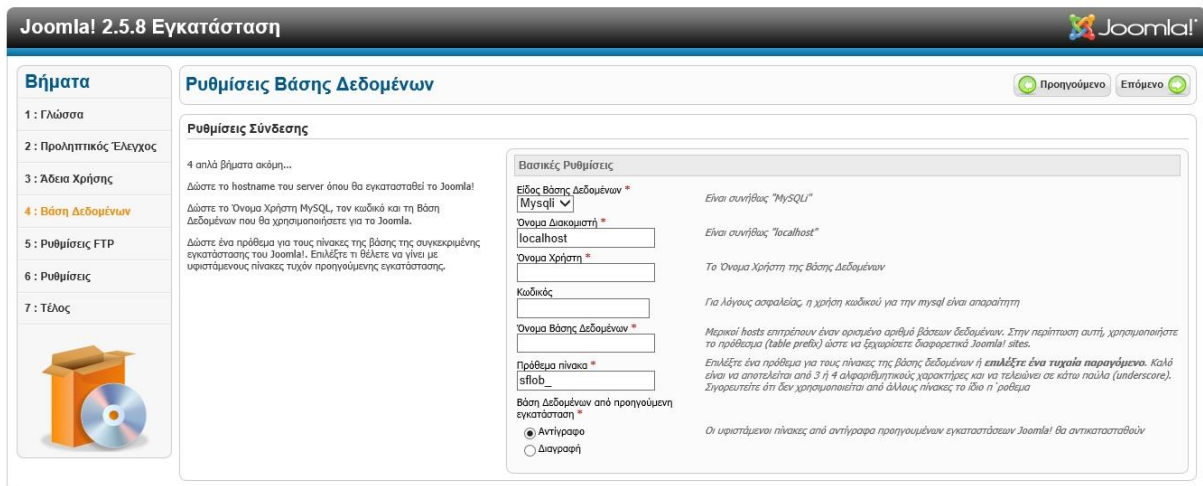 Joomla! 2.5.8 Εγκατάσταση
Joomla!
Βήματα
1 : Γλώσσα
2 : Προληπτικός Έλεγχος
3 : Άδεια Χρήσης
4 : Βάση Δεδομένων
5 : Ρυθμίσεις FTP
6 : Ρυθμίσεις
7 : Τέλος
Ρυθμίσεις Βάσης Δεδομένων
Προηγούμενο
Επόμενο
Ρυθμίσεις Σύνδεσης
4 απλά βήματα ακόμη...
Δώστε το hostname του server όπου θα εγκατασταθεί το Joomla!
Δώστε το Όνομα Χρήστη MySQL, τον κωδικό και τη Βάση
Δεδομένων που θα χρησιμοποιήσετε για το Joomla.
Δώστε ένα πρόθεμα για τους πίνακες της βάσης της συγκεκριμένης
εγκατάστασης του Joomla!. Επιλέξτε τι θέλετε να γίνει με
υφιστάμενους πίνακες τυχόν προηγούμενης εγκατάστασης.
Βασικές Ρυθμίσεις
Είδος Βάσης Δεδομένων *
Mysqli
Είναι συνήθως "MySQLi"
Όνομα Διακομιστή *
localhost
Είναι συνήθως "localhost"
Όνομα Χρήστη *
Το Όνομα Χρήστη της Βάσης Δεδομένων
Κωδικός
Για λόγους ασφαλείας, η χρήση κωδικού για την mysql είναι απαραίτητη
Όνομα Βάσης Δεδομένων *
Μερικοί hosts επιτρέπουν έναν ορισμένο αριθμό βάσεων δεδομένων. Στην περίπτωση αυτή, χρησιμοποιήστε
το πρόθεσμα (table prefix) ώστε να ξεχωρίσετε διαφορετικά Joomla! sites.
Πρόθεμα πίνακα *
sflob_
Επιλέξτε ένα πρόθεμα για τους πίνακες της βάσης δεδομένων ή επιλέξτε ένα τυχαία παραγόμενο. Καλό
είναι να αποτελείται από 3 ή 4 αλφαριθμητικούς χαρακτήρες και να τελειώνει σε κάτω παύλα (underscore).
Σιγορευτείτε ότι δεν χρησιμοποιείται από άλλους πίνακες το ίδιο π΄ροθεμα
Βάση Δεδομένων από προηγούμενη
εγκατάσταση *
Αντίγραφο
Διαγραφή
Οι υφιστάμενοι πίνακες από αντίγραφα προηγουμένων εγκαταστάσεων Joomla! θα αντικατασταθούν